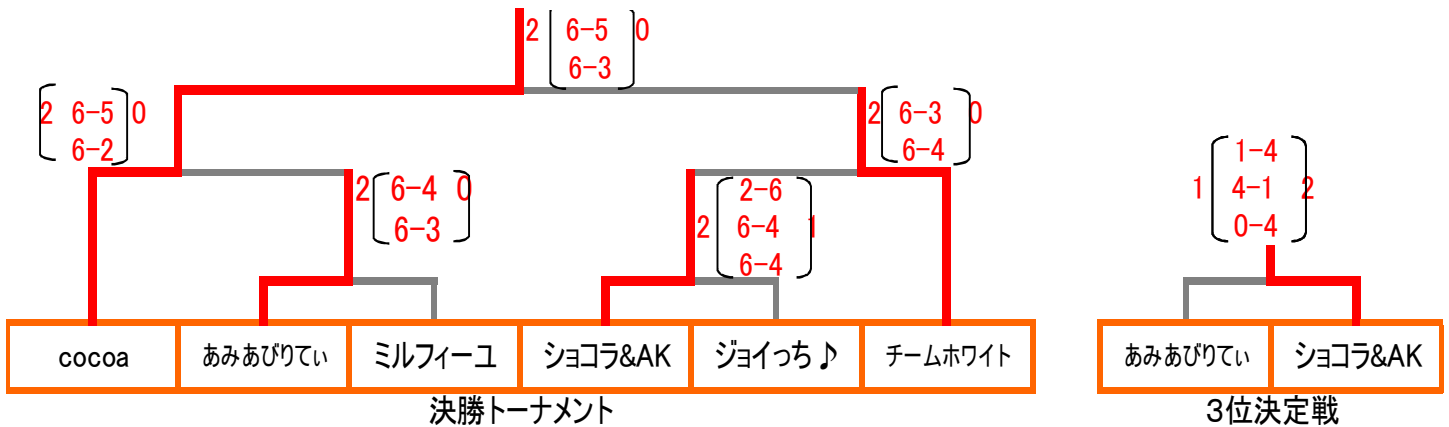 2 6-5 0
6-3
2 6-5 0
6-2
2 6-3 0
6-4
2 6-4 0
6-3
2-6
2 6-4 1
6-4
1-4
1 4-1 2
0-4
cocoa あみあびりてぃ ミルフィーユ ショコラ&AK ジョイっち♪ チームホワイト
あみあびりてぃ ショコラ&AK
決勝トーナメント
3位決定戦